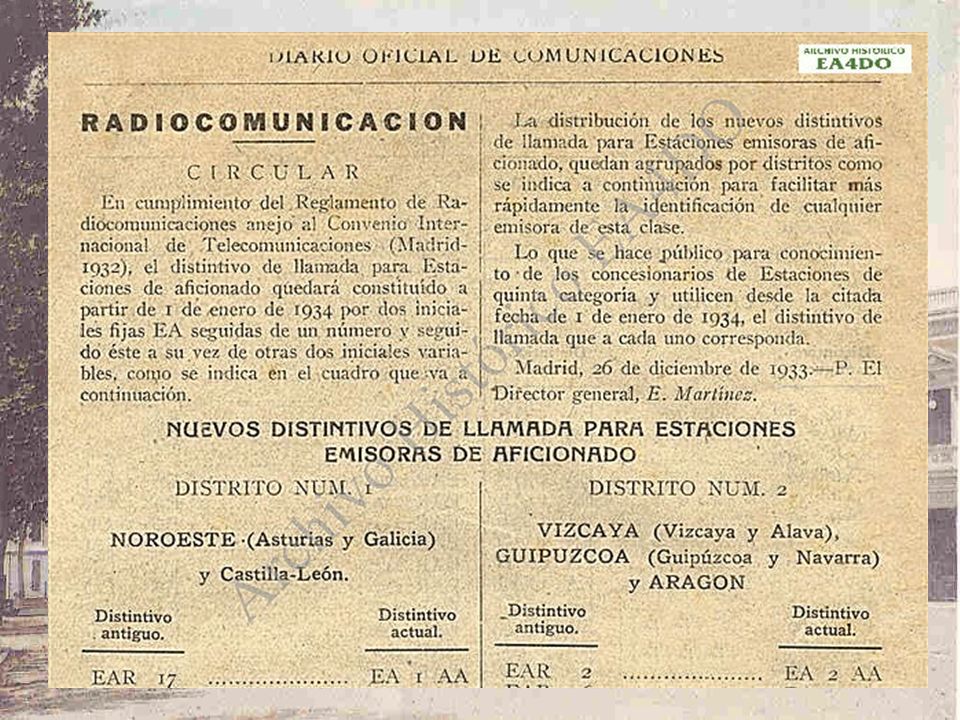 DIARIO OFICIAL DE COMUNICACIONES
ARCHIVO HISTORICO
EA4DO
RADIOCOMUNICACION
CIRCULAR
En cumplimiento del Reglamento de Ra-
diocomunicaciones anejo al Convenio Inter-
nacional de Telecomunicaciones (Madrid-
1932), el distintivo de llamada para Esta-
ciones de aficionado quedará constituído a
partir de 1 de enero de 1934 por dos inicia-
les fijas EA seguidas de un número y segui-
do éste a su vez de otras dos iniciales varia-
bles, como se indica en el cuadro que va a
continuación.
La distribución de los nuevos distintivos
de llamada para Estaciones emisoras de afi-
cionado, quedan agrupados por distritos como
se indica a continuación para facilitar más
rápidamente la identificación de cualquier
emisora de esta clase.
Lo que se hace público para conocimien-
to de los concesionarios de Estaciones de
quinta categoría y utilicen desde la citada
fecha de 1 de enero de 1934, el distintivo de
llamada que a cada uno corresponda.
Madrid, 26 de diciembre de 1933.—P. El
Director general, E. Martínez.
NUEVOS DISTINTIVOS DE LLAMADA PARA ESTACIONES
EMISORAS DE AFICIONADO
DISTRITO NUM. 1
NOROESTE (Asturias y Galicia)
y Castilla-León.
Distintivo antiguo. Distintivo actual.
EAR 17 ..................... EA 1 AA
DISTRITO NUM. 2
VIZCAYA (Vizcaya y Alava),
GUIPUZCOA (Guipúzcoa y Navarra)
y ARAGON
Distintivo antiguo. Distintivo actual.
EAR 2 ..................... EA 2 AA
Archivo Histórico EA4DO